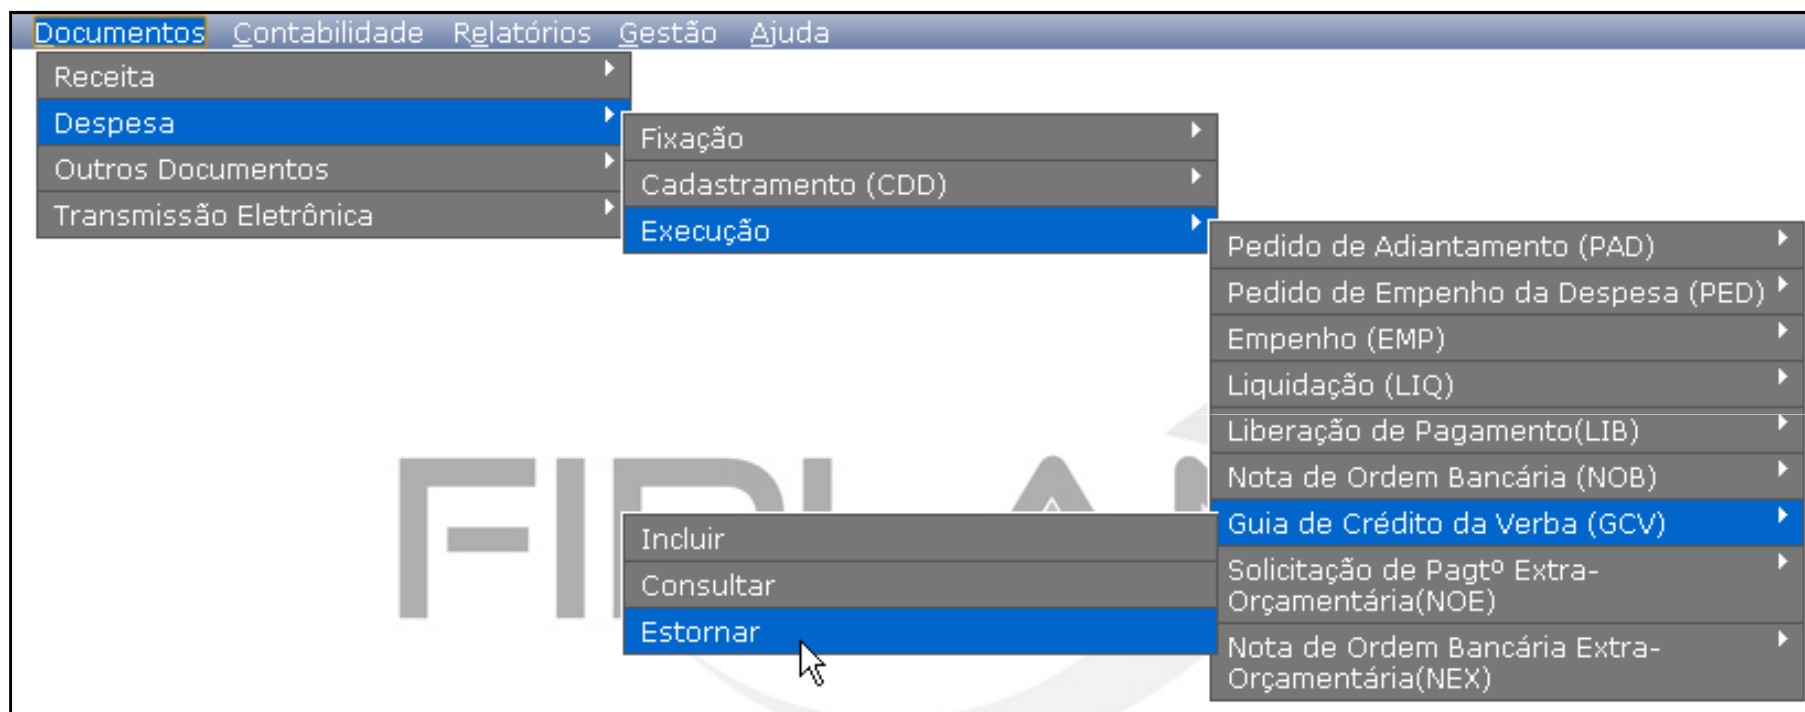 Documentos Contabilidade Relatórios Gestão Ajuda
Receita
Despesa
Outros Documentos
Transmissão Eletrônica
Fixação
Cadastramento (CDD)
Execução
Pedido de Adiantamento (PAD)
Pedido de Empenho da Despesa (PED)
Empenho (EMP)
Liquidação (LIQ)
Liberação de Pagamento(LIB)
Nota de Ordem Bancária (NOB)
Guia de Crédito da Verba (GCV)
Solicitação de Pagtº Extra-
Orçamentária(NOE)
Nota de Ordem Bancária Extra-
Orçamentária(NEX)
Incluir
Consultar
Estornar